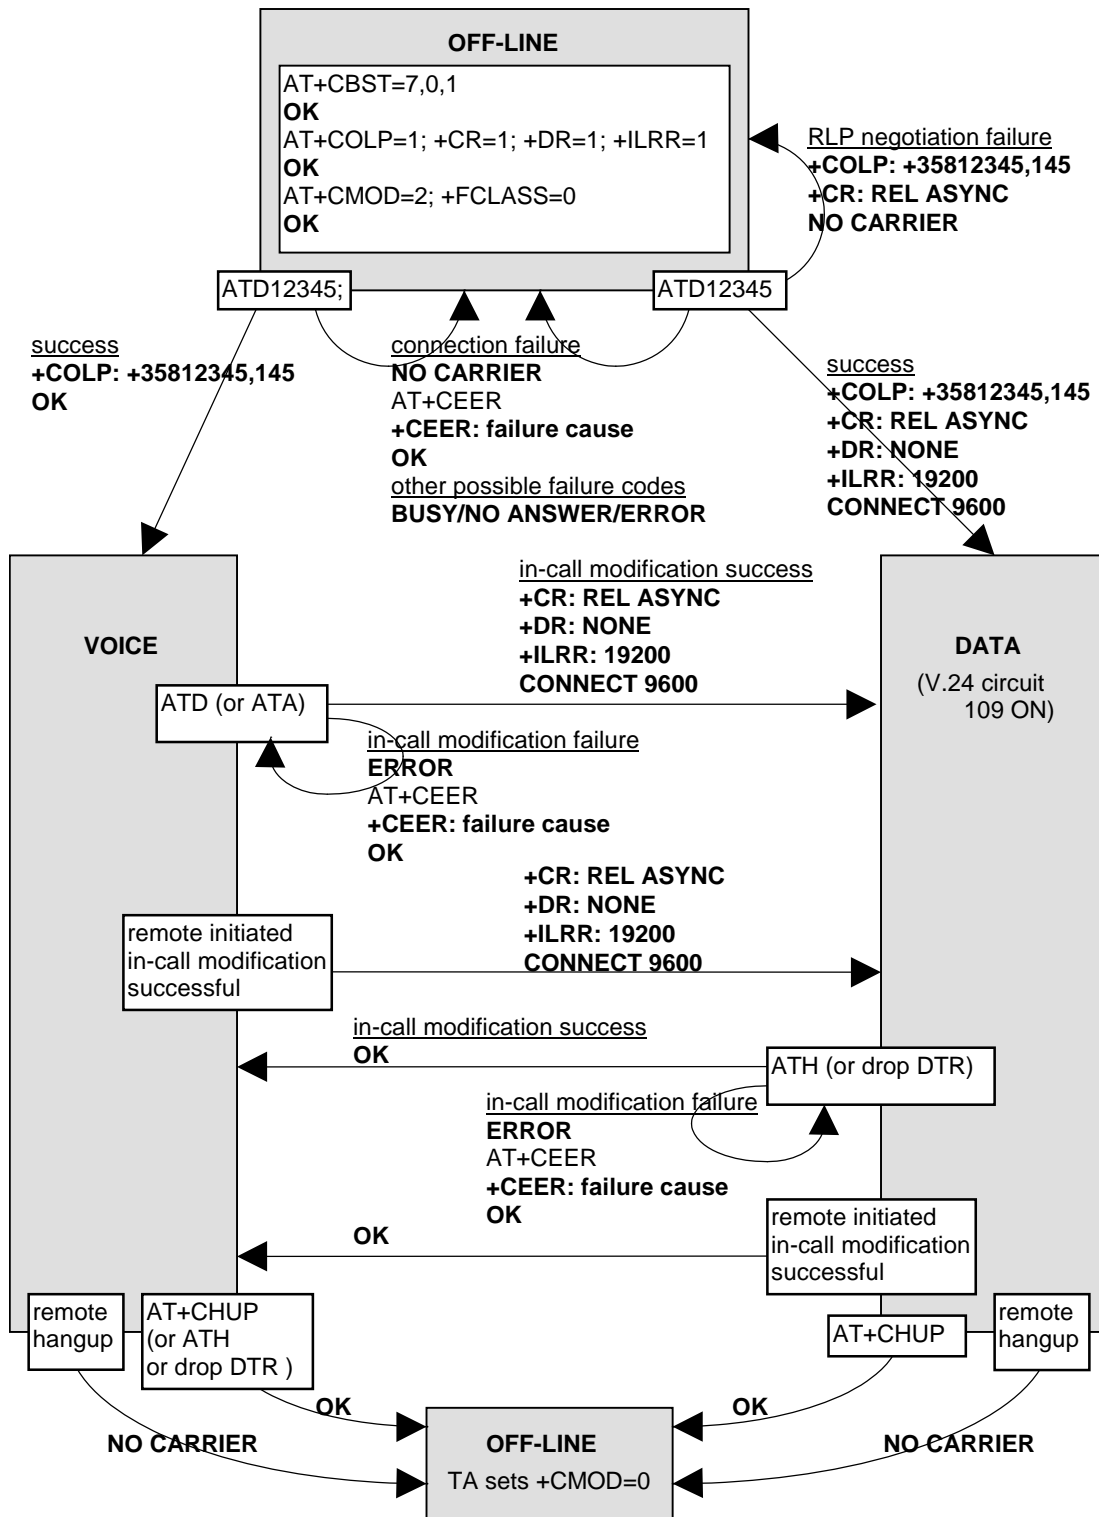 OFF-LINE
AT+CBST=7,0,1
OK
AT+COLP=1; +CR=1; +DR=1; +ILRR=1
OK
AT+CMOD=2; +FCLASS=0
OK
RLP negotiation failure
+COLP: +35812345,145
+CR: REL ASYNC
NO CARRIER
ATD12345;
ATD12345
success
+COLP: +35812345,145
OK
connection failure
NO CARRIER
AT+CEER
+CEER: failure cause
OK
other possible failure codes
BUSY/NO ANSWER/ERROR
success
+COLP: +35812345,145
+CR: REL ASYNC
+DR: NONE
+ILRR: 19200
CONNECT 9600
VOICE
in-call modification success
+CR: REL ASYNC
+DR: NONE
+ILRR: 19200
CONNECT 9600
DATA
(V.24 circuit
109 ON)
ATD (or ATA)
in-call modification failure
ERROR
AT+CEER
+CEER: failure cause
OK
+CR: REL ASYNC
+DR: NONE
+ILRR: 19200
CONNECT 9600
remote initiated
in-call modification
successful
in-call modification success
OK
ATH (or drop DTR)
in-call modification failure
ERROR
AT+CEER
+CEER: failure cause
OK
remote initiated
in-call modification
successful
OK
remote
hangup
AT+CHUP
(or ATH
or drop DTR )
AT+CHUP
remote
hangup
OK
OK
NO CARRIER
NO CARRIER
OFF-LINE
TA sets +CMOD=0